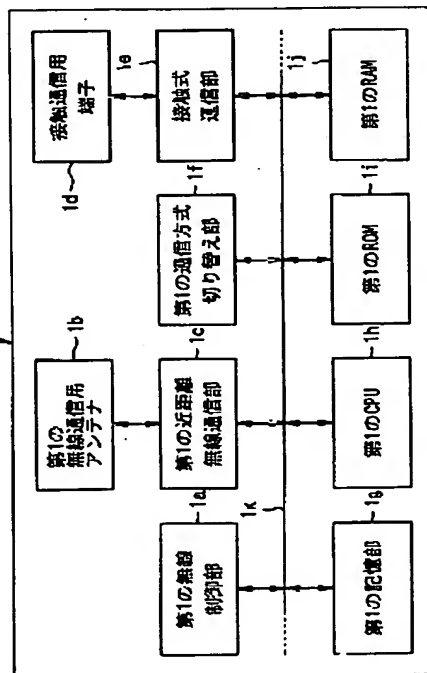 第1の
無線通信用
アンテナ
1b
接触通信用
端子
1d
第1の無線
制御部
1a
第1の近距離
無線通信部
1c
第1の通信方式
切り替え部
1f
接触式
通信部
1e
1k
第1の記憶部
1g
第1のCPU
1h
第1のROM
1i
第1のRAM
1j